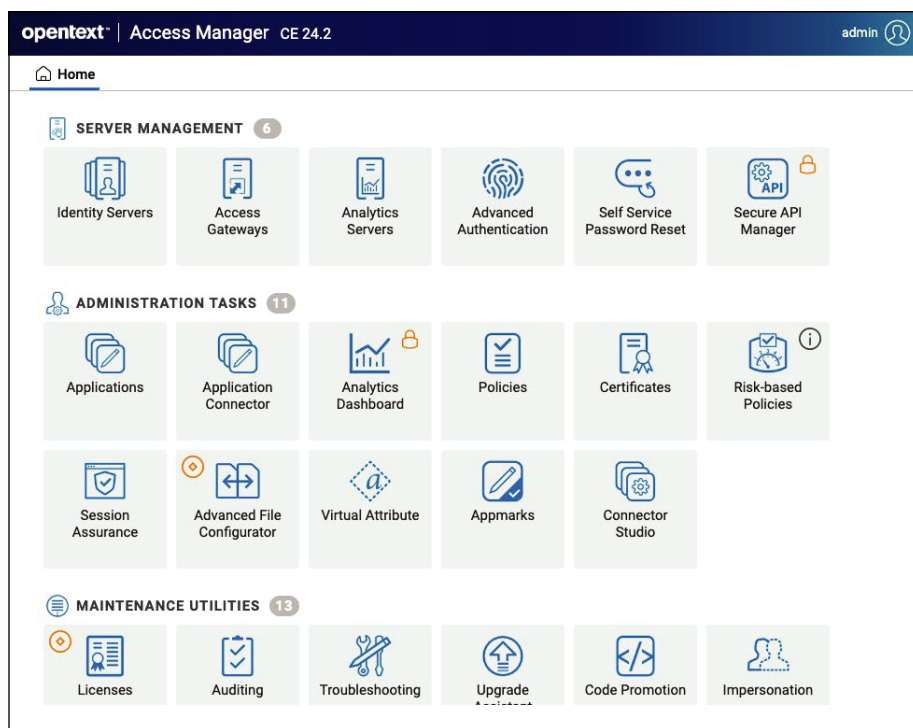 opentext™ | Access Manager CE 24.2
admin
Home
SERVER MANAGEMENT 6
Identity Servers
Access
Gateways
Analytics
Servers
Advanced
Authentication
Self Service
Password Reset
API
Secure API
Manager
ADMINISTRATION TASKS 11
Applications
Application
Connector
Analytics
Dashboard
Policies
Certificates
Risk-based
Policies
Session
Assurance
Advanced File
Configurator
a
Virtual Attribute
Appmarks
Connector
Studio
MAINTENANCE UTILITIES 13
Licenses
Auditing
Troubleshooting
Upgrade
Code Promotion
Impersonation